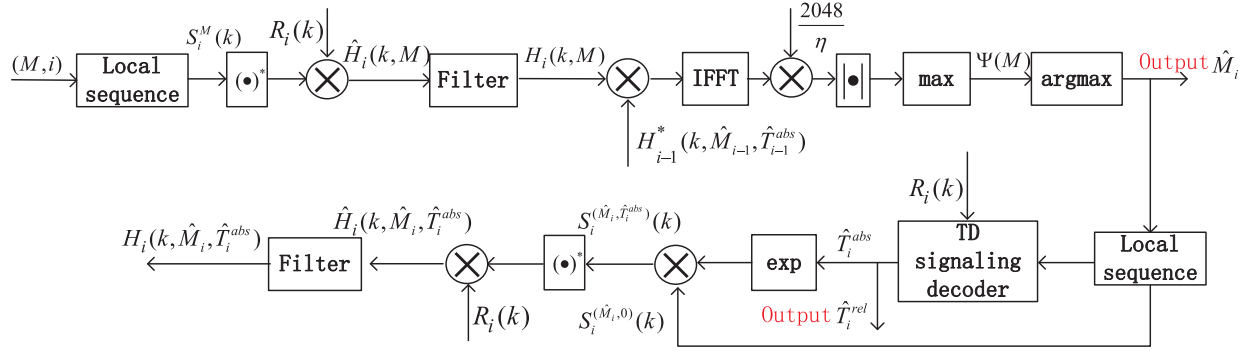 (M,i)
Local sequence
S_i^M(k)
(•)*
R_i(k)
Ĥ_i(k,M)
Filter
H_i(k,M)
H*_{i−1}(k,M̂_{i−1},T̂_{i−1}^{abs})
IFFT
2048/η
|•|
max
Ψ(M)
argmax
Output M̂_i
Local sequence
R_i(k)
TD signaling decoder
T̂_i^{abs}
Output T̂_i^{rel}
exp
S_i^{(M̂_i,T̂_i^{abs})}(k)
S_i^{(M̂_i,0)}(k)
(•)*
Ĥ_i(k,M̂_i,T̂_i^{abs})
R_i(k)
Filter
H_i(k,M̂_i,T̂_i^{abs})